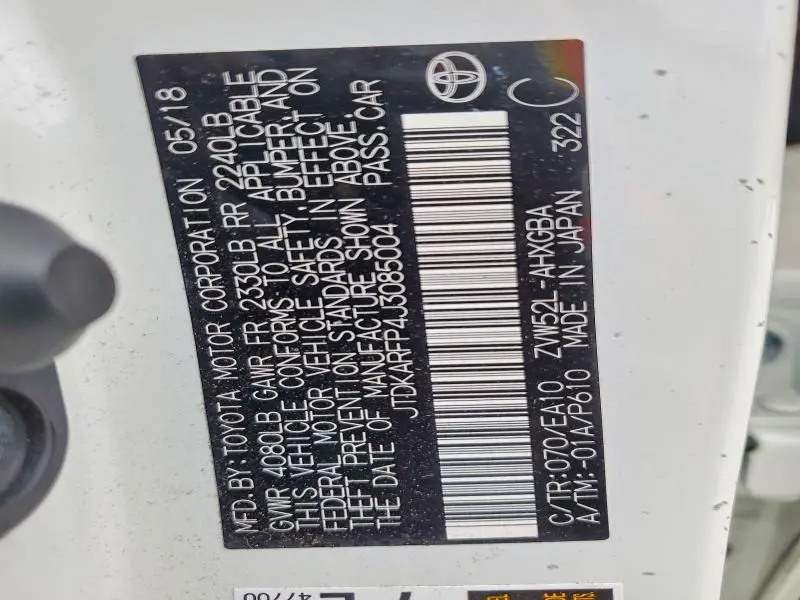 MFD.BY:TOYOTA MOTOR CORPORATION 05/18
GVWR 4080LB GAWR FR 2330LB RR 2240LB
THIS VEHICLE CONFORMS TO ALL APPLICABLE
FEDERAL MOTOR VEHICLE SAFETY,BUMPER,AND
THEFT PREVENTION STANDARDS IN EFFECT ON
THE DATE OF MANUFACTURE SHOWN ABOVE.
JTDKARFP4J3085004 PASS.CAR
C/TR:070/EA10 ZVW52L-AHXGBA C
A/TM:-01A/P610 MADE IN JAPAN 322